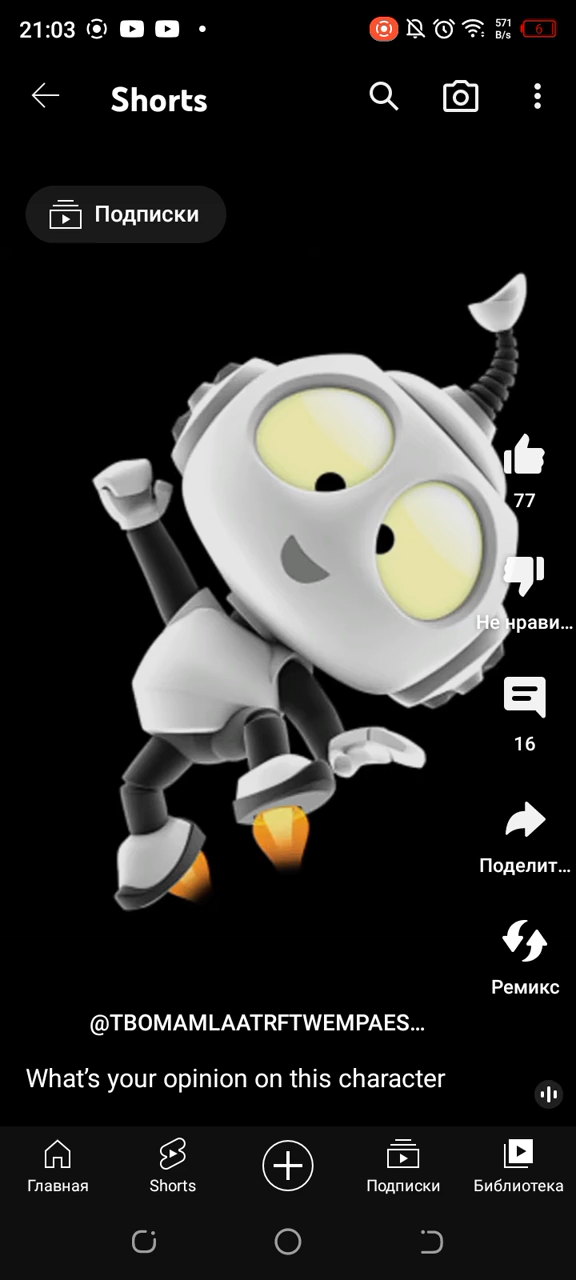 21:03
571
B/s
6
Shorts
Подписки
77
Не нрави...
16
Поделит...
Ремикс
@TBOMAMLAATRFTWEMPAES...
What's your opinion on this character
Главная
Shorts
Подписки
Библиотека